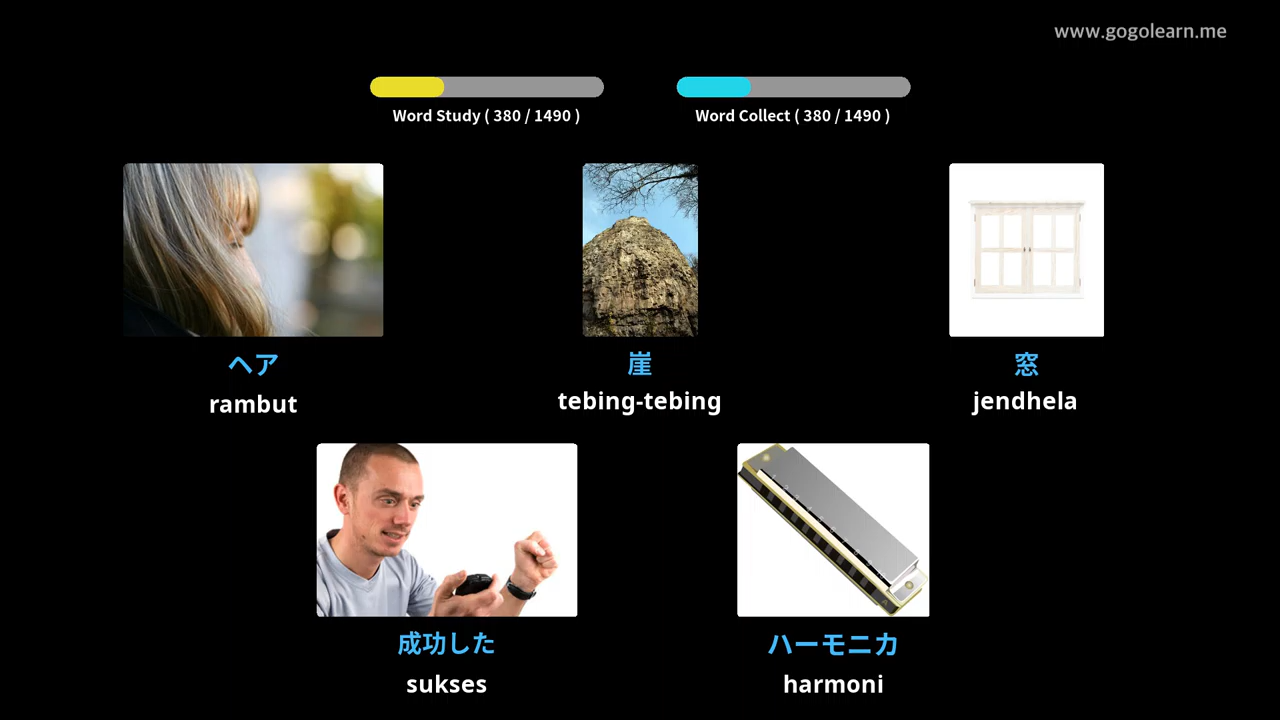 www.gogolearn.me
Word Study ( 380 / 1490 )
Word Collect ( 380 / 1490 )
ヘア
rambut
崖
tebing-tebing
窓
jendhela
成功した
sukses
ハーモニカ
harmoni